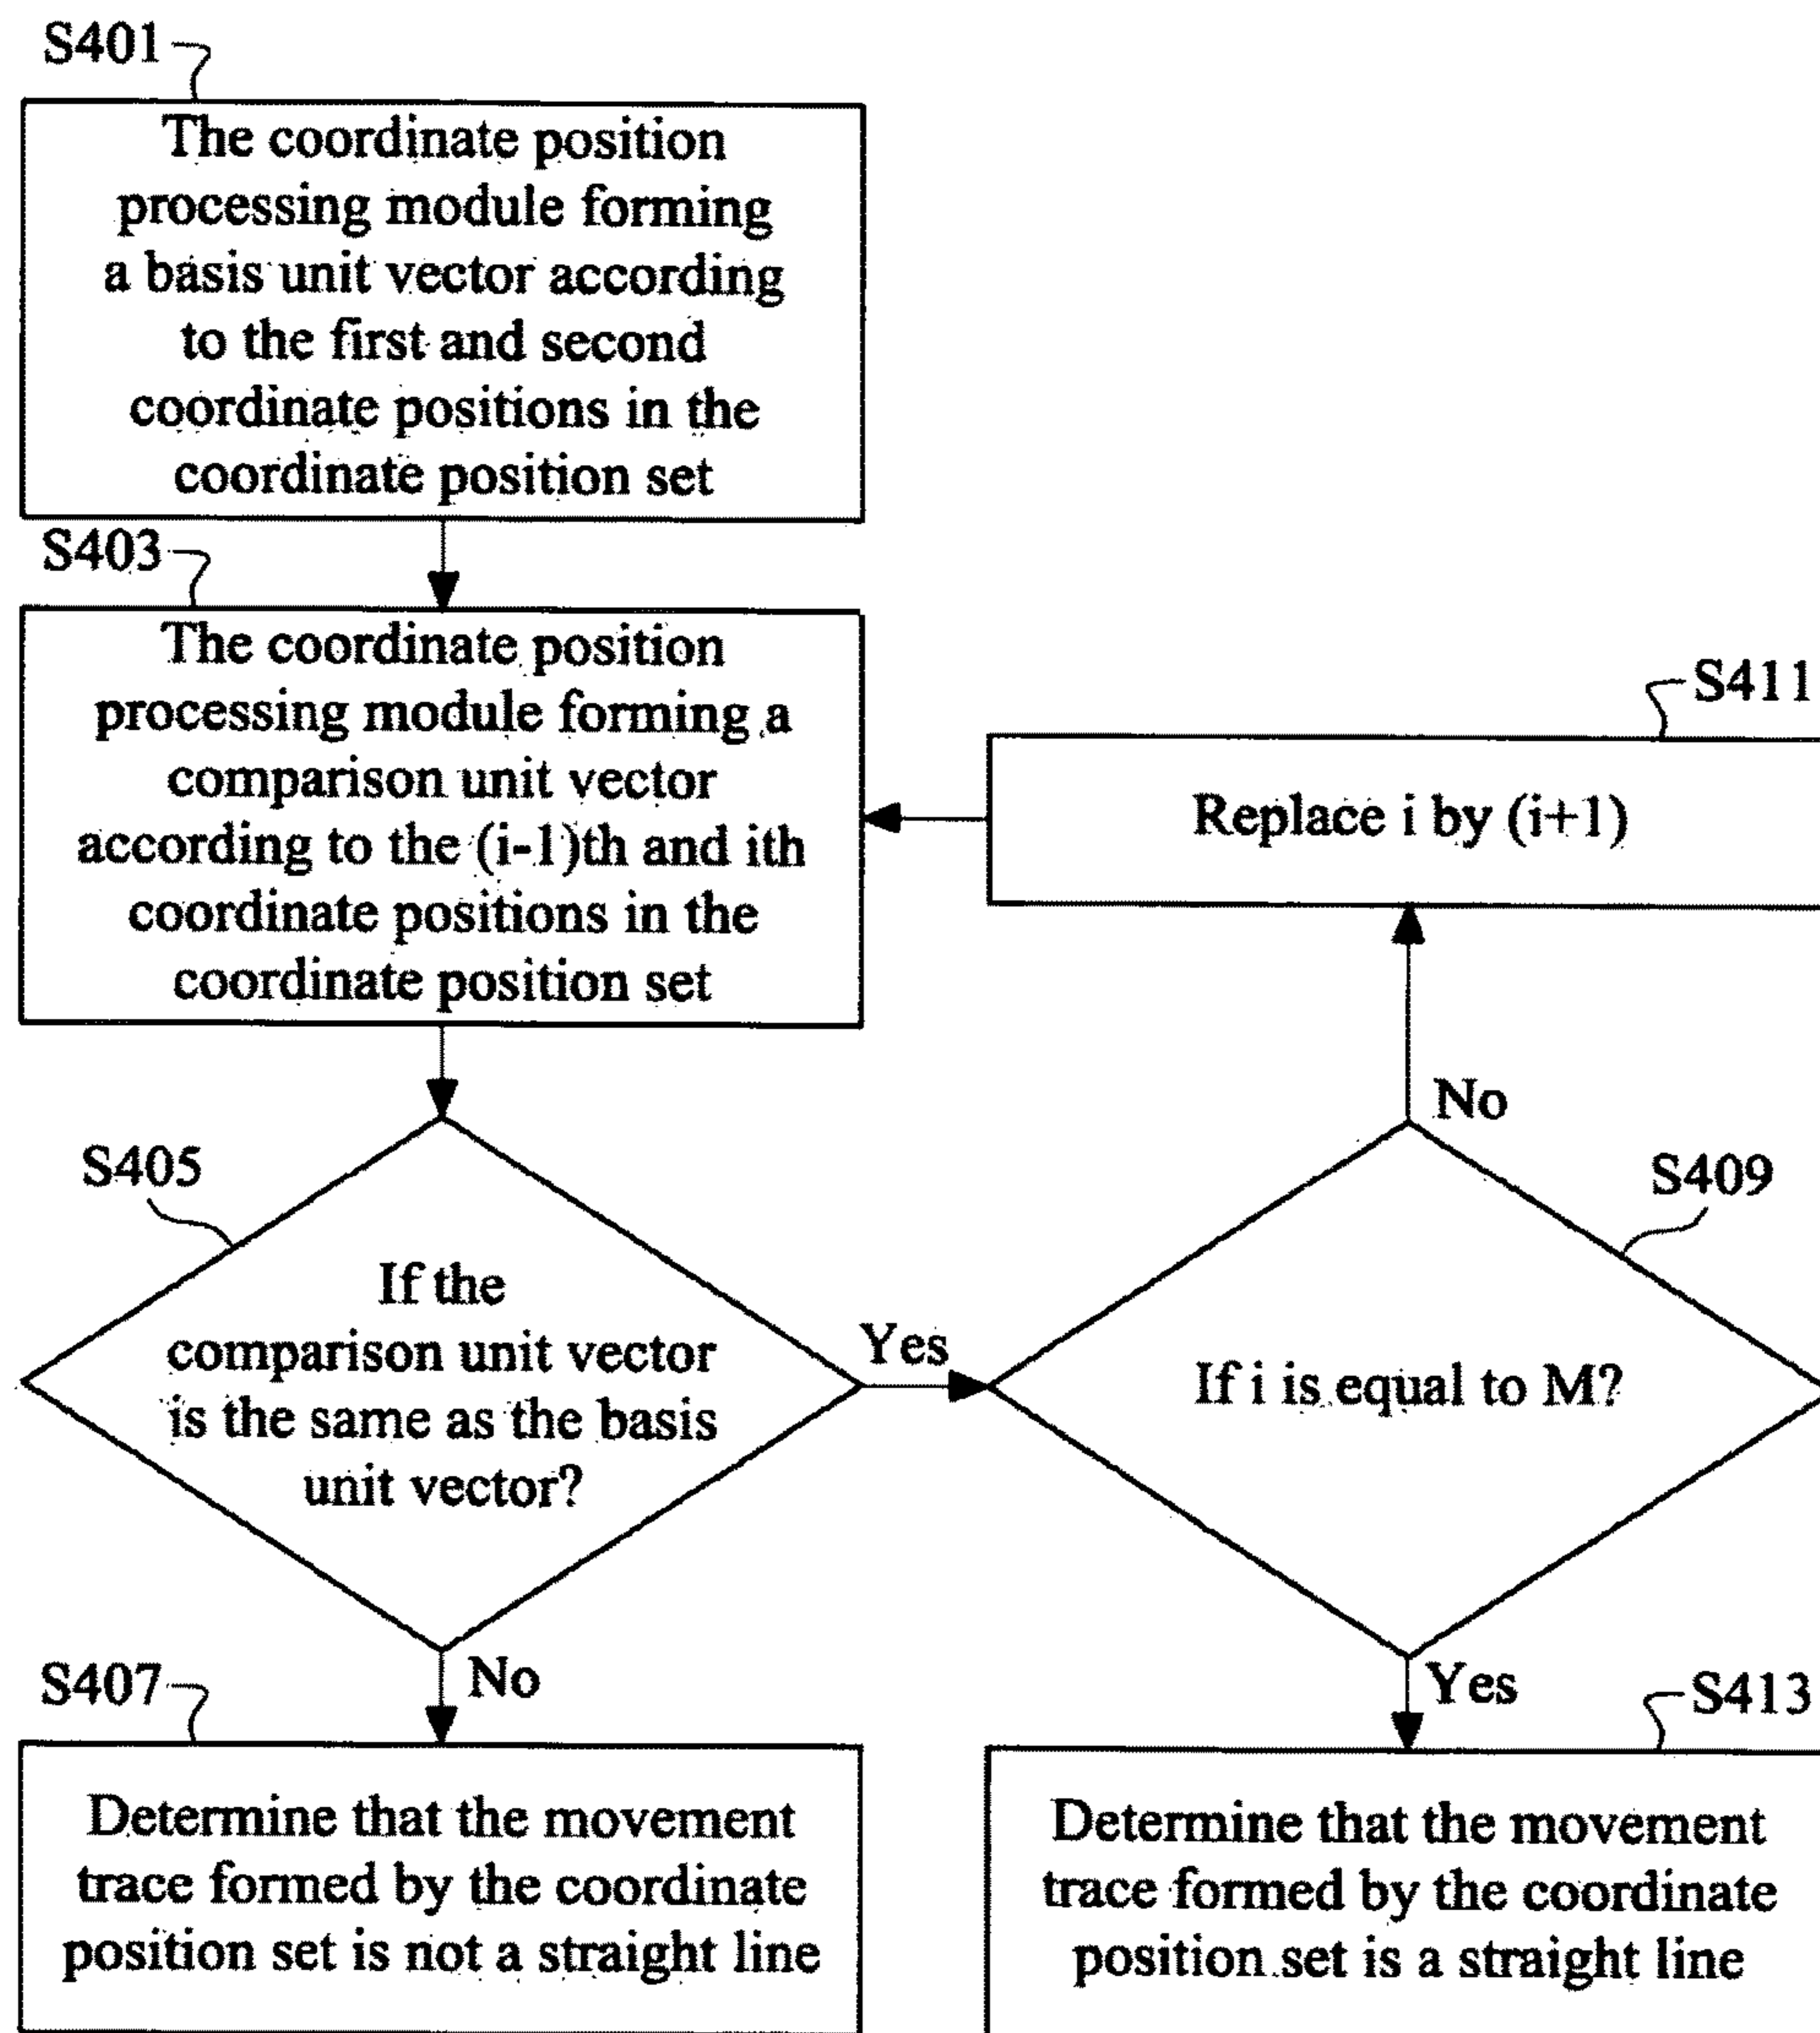 S401
The coordinate position
processing module forming
a basis unit vector according
to the first and second
coordinate positions in the
coordinate position set
S403
The coordinate position
processing module forming a
comparison unit vector
according to the (i-1)th and ith
coordinate positions in the
coordinate position set
S411
Replace i by (i+1)
S405
If the
comparison unit vector
is the same as the basis
unit vector?
Yes
No
S409
If i is equal to M?
No
Yes
S407
Determine that the movement
trace formed by the coordinate
position set is not a straight line
S413
Determine that the movement
trace formed by the coordinate
position set is a straight line